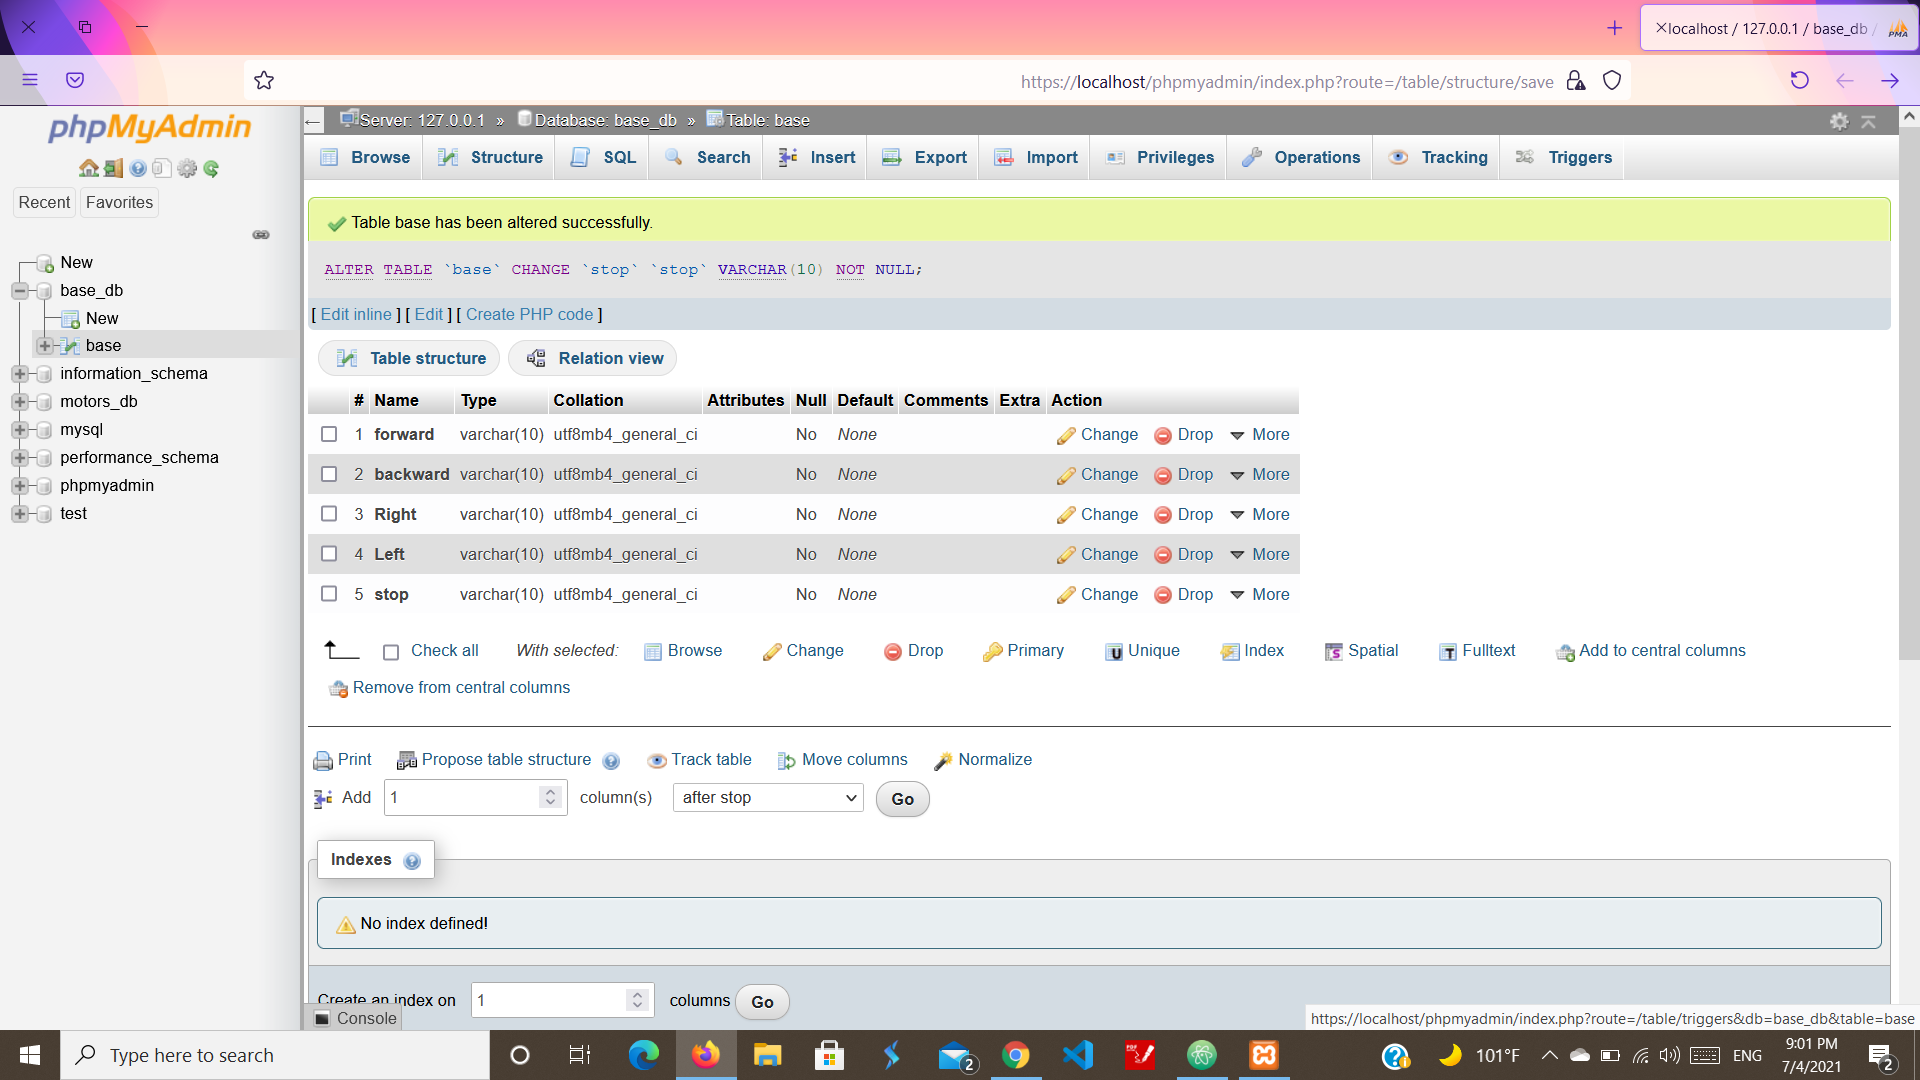 localhost / 127.0.0.1 / base_db /
PMA
https://localhost/phpmyadmin/index.php?route=/table/structure/save
phpMyAdmin
Recent Favorites
New
base_db
New
base
information_schema
motors_db
mysql
performance_schema
phpmyadmin
test
Server: 127.0.0.1 » Database: base_db » Table: base
Browse Structure SQL Search Insert Export Import Privileges Operations Tracking Triggers
Table base has been altered successfully.
ALTER TABLE `base` CHANGE `stop` `stop` VARCHAR(10) NOT NULL;
[ Edit inline ] [ Edit ] [ Create PHP code ]
Table structure Relation view
# Name Type Collation Attributes Null Default Comments Extra Action
1 forward varchar(10) utf8mb4_general_ci No None Change Drop More
2 backward varchar(10) utf8mb4_general_ci No None Change Drop More
3 Right varchar(10) utf8mb4_general_ci No None Change Drop More
4 Left varchar(10) utf8mb4_general_ci No None Change Drop More
5 stop varchar(10) utf8mb4_general_ci No None Change Drop More
Check all With selected: Browse Change Drop Primary Unique Index Spatial Fulltext Add to central columns
Remove from central columns
Print Propose table structure Track table Move columns Normalize
Add 1 column(s) after stop Go
Indexes
No index defined!
Create an index on 1 columns Go
Console
https://localhost/phpmyadmin/index.php?route=/table/triggers&db=base_db&table=base
Type here to search
2
101°F
ENG
9:01 PM
7/4/2021
2